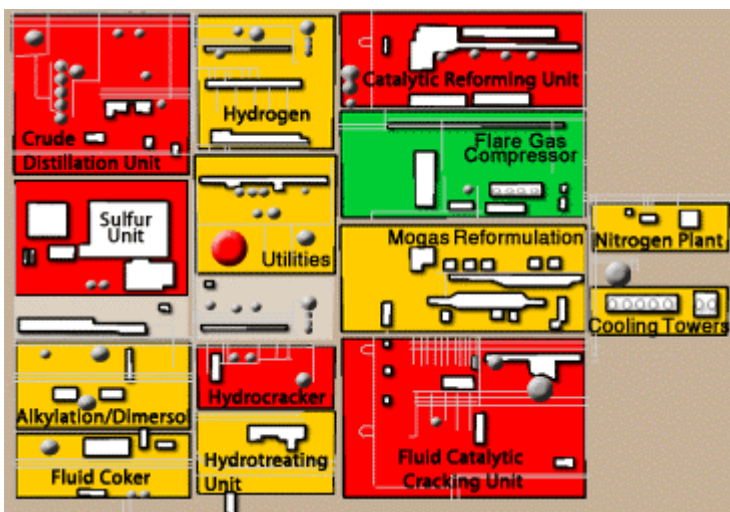 Crude
Distillation Unit
Hydrogen
Catalytic Reforming Unit
Flare Gas
Compressor
Sulfur
Unit
Utilities
Mogas Reformulation
Nitrogen Plant
Cooling Towers
Alkylation/Dimersol
Hydrocracker
Fluid Coker
Hydrotreating
Unit
Fluid Catalytic
Cracking Unit